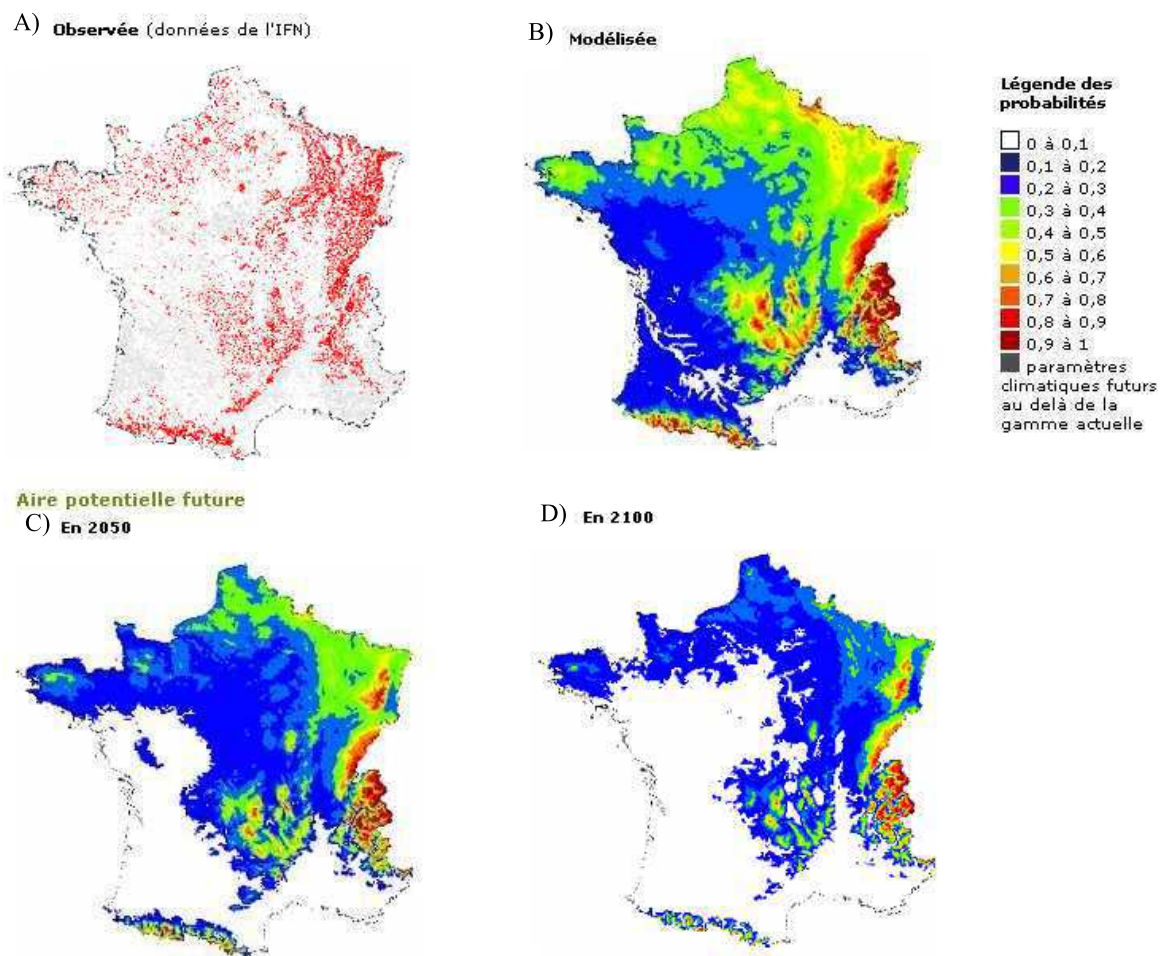 A) Observée (données de l'IFN)
B) Modélisée
Légende des
probabilités
0 à 0,1
0,1 à 0,2
0,2 à 0,3
0,3 à 0,4
0,4 à 0,5
0,5 à 0,6
0,6 à 0,7
0,7 à 0,8
0,8 à 0,9
0,9 à 1
paramètres
climatiques futurs
au delà de la
gamme actuelle
Aire potentielle future
C) En 2050
D) En 2100